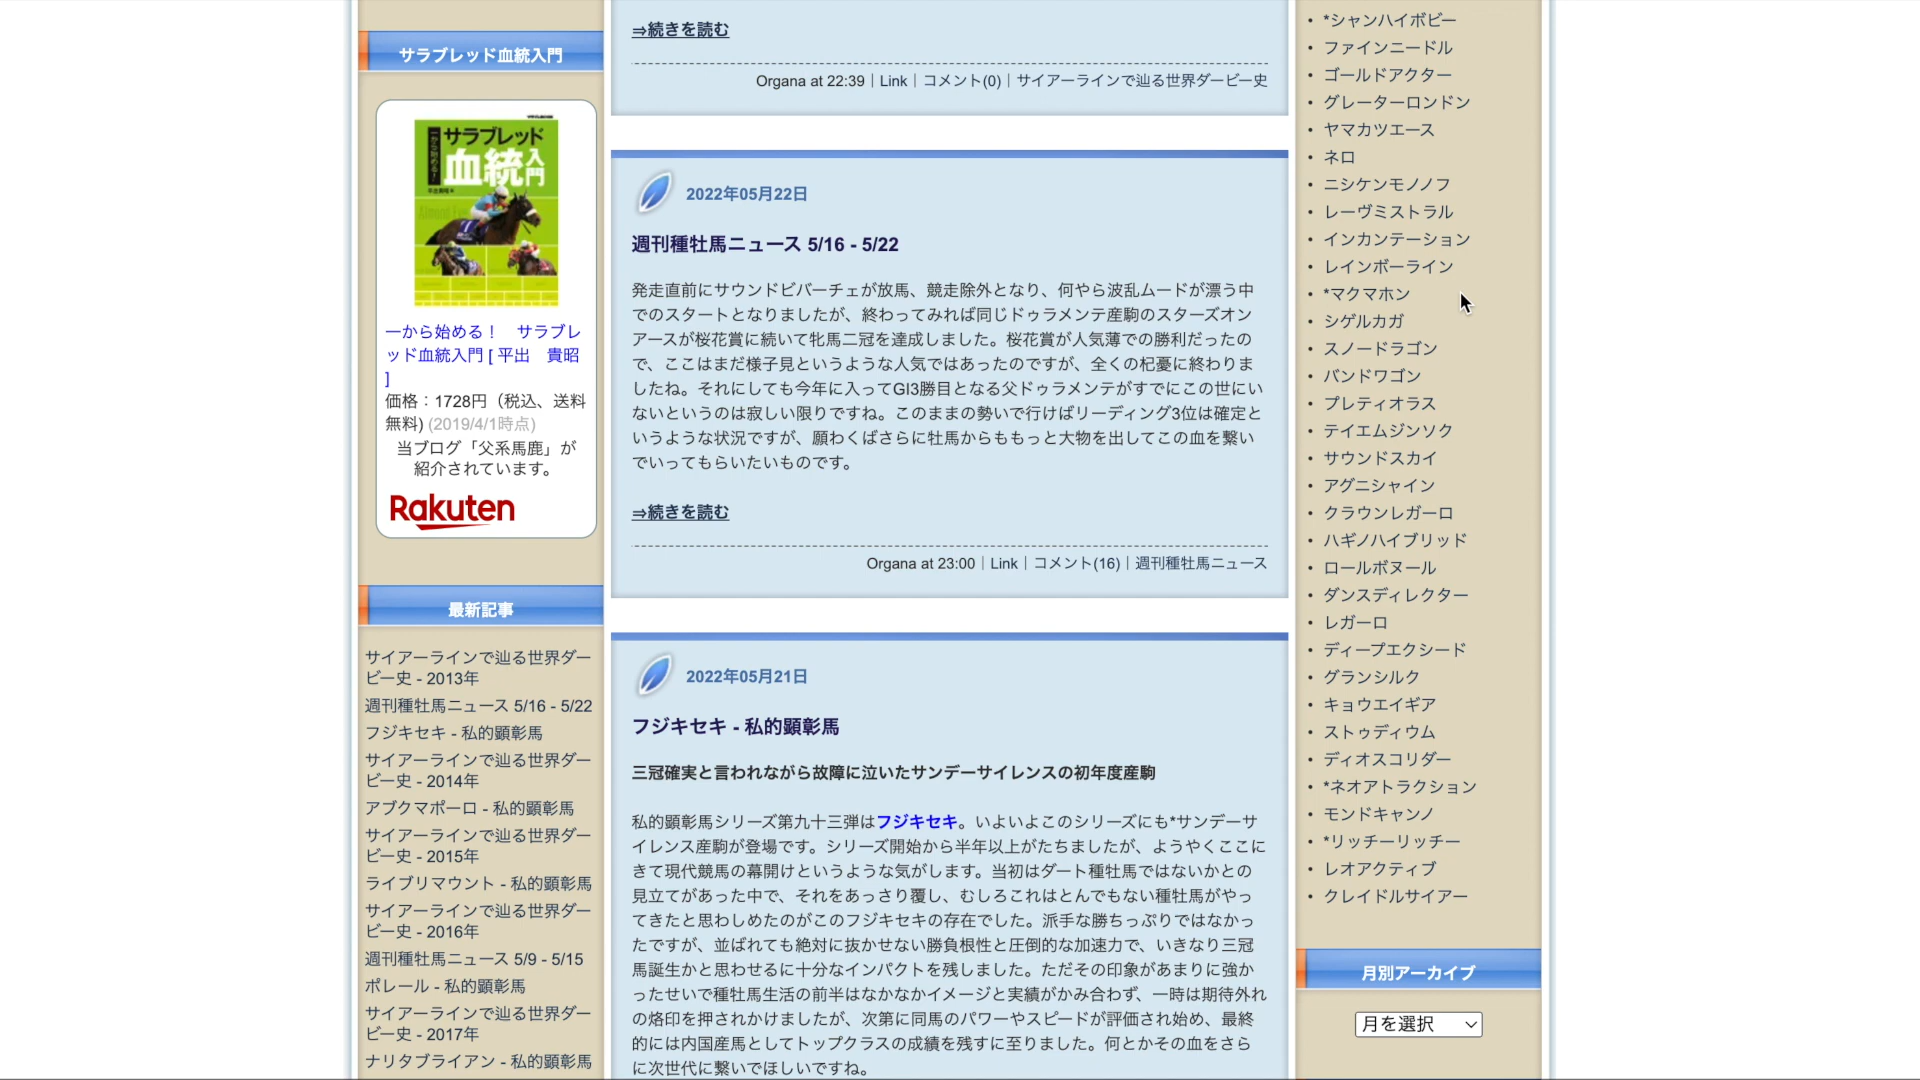 サラブレッド血統入門
一から始める！
サラブレッド
血統入門
一から始める！　サラブレ
ッド血統入門 [ 平出　貴昭
]
価格：1728円（税込、送料
無料) (2019/4/1時点)
当ブログ「父系馬鹿」が
紹介されています。
Rakuten
最新記事
サイアーラインで辿る世界ダー
ビー史 - 2013年
週刊種牡馬ニュース 5/16 - 5/22
フジキセキ - 私的顕彰馬
サイアーラインで辿る世界ダー
ビー史 - 2014年
アブクマポーロ - 私的顕彰馬
サイアーラインで辿る世界ダー
ビー史 - 2015年
ライブリマウント - 私的顕彰馬
サイアーラインで辿る世界ダー
ビー史 - 2016年
週刊種牡馬ニュース 5/9 - 5/15
ポレール - 私的顕彰馬
サイアーラインで辿る世界ダー
ビー史 - 2017年
ナリタブライアン - 私的顕彰馬
⇒続きを読む
Organa at 22:39｜Link｜コメント(0)｜サイアーラインで辿る世界ダービー史
2022年05月22日
週刊種牡馬ニュース 5/16 - 5/22
発走直前にサウンドビバーチェが放馬、競走除外となり、何やら波乱ムードが漂う中
でのスタートとなりましたが、終わってみれば同じドゥラメンテ産駒のスターズオン
アースが桜花賞に続いて牝馬二冠を達成しました。桜花賞が人気薄での勝利だったの
で、ここはまだ様子見というような人気ではあったのですが、全くの杞憂に終わりま
したね。それにしても今年に入ってGI3勝目となる父ドゥラメンテがすでにこの世にい
ないというのは寂しい限りですね。このままの勢いで行けばリーディング3位は確定と
いうような状況ですが、願わくばさらに牡馬からももっと大物を出してこの血を繋い
でいってもらいたいものです。
⇒続きを読む
Organa at 23:00｜Link｜コメント(16)｜週刊種牡馬ニュース
2022年05月21日
フジキセキ - 私的顕彰馬
三冠確実と言われながら故障に泣いたサンデーサイレンスの初年度産駒
私的顕彰馬シリーズ第九十三弾はフジキセキ。いよいよこのシリーズにも*サンデーサ
イレンス産駒が登場です。シリーズ開始から半年以上がたちましたが、ようやくここに
きて現代競馬の幕開けというような気がします。当初はダート種牡馬ではないかとの
見立てがあった中で、それをあっさり覆し、むしろこれはとんでもない種牡馬がやっ
てきたと思わしめたのがこのフジキセキの存在でした。派手な勝ちっぷりではなかっ
たですが、並ばれても絶対に抜かせない勝負根性と圧倒的な加速力で、いきなり三冠
馬誕生かと思わせるに十分なインパクトを残しました。ただその印象があまりに強か
ったせいで種牡馬生活の前半はなかなかイメージと実績がかみ合わず、一時は期待外れ
の烙印を押されかけましたが、次第に同馬のパワーやスピードが評価され始め、最終
的には内国産馬としてトップクラスの成績を残すに至りました。何とかその血をさら
に次世代に繋いでほしいですね。
• *シャンハイボビー
• ファインニードル
• ゴールドアクター
• グレーターロンドン
• ヤマカツエース
• ネロ
• ニシケンモノノフ
• レーヴミストラル
• インカンテーション
• レインボーライン
• *マクマホン
• シゲルカガ
• スノードラゴン
• バンドワゴン
• プレティオラス
• テイエムジンソク
• サウンドスカイ
• アグニシャイン
• クラウンレガーロ
• ハギノハイブリッド
• ロールボヌール
• ダンスディレクター
• レガーロ
• ディープエクシード
• グランシルク
• キョウエイギア
• ストゥディウム
• ディオスコリダー
• *ネオアトラクション
• モンドキャンノ
• *リッチーリッチー
• レオアクティブ
• クレイドルサイアー
月別アーカイブ
月を選択